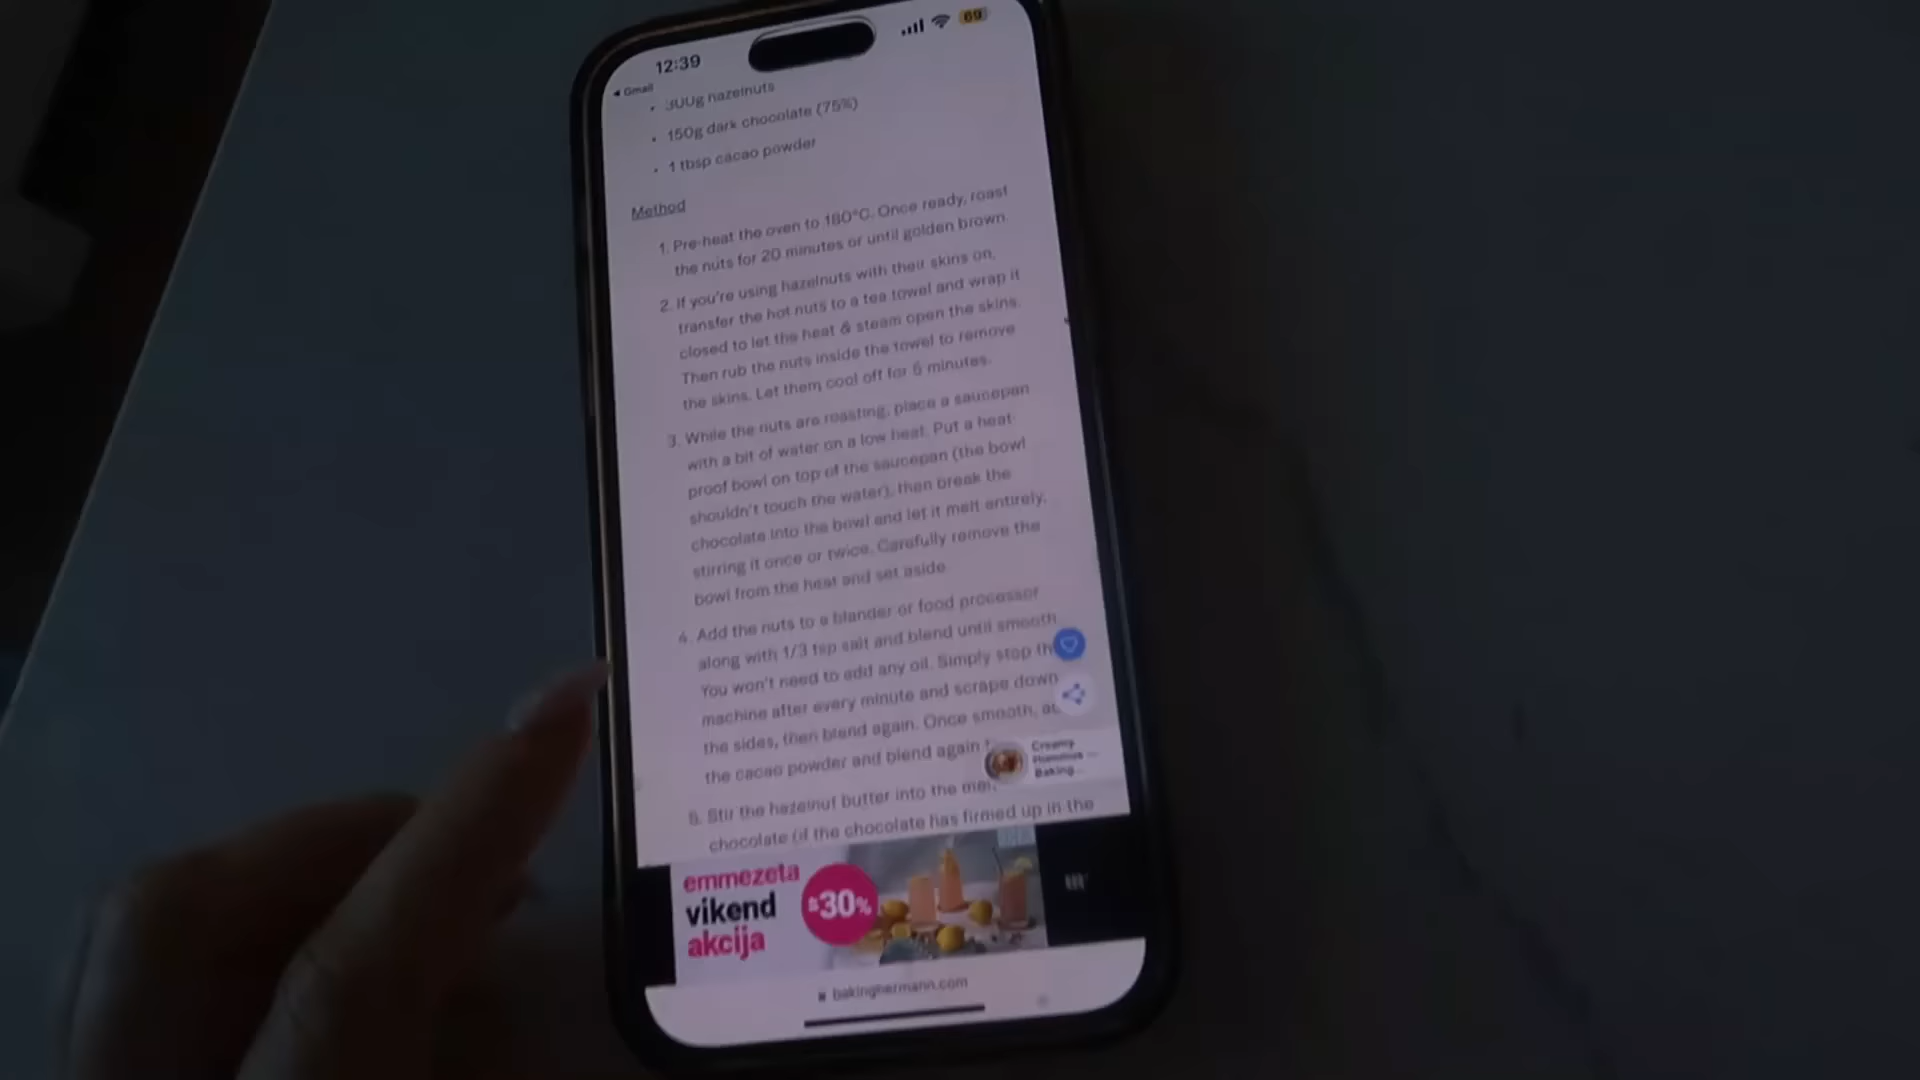 12:39
69
◂ Gmail
• 300g hazelnuts
• 150g dark chocolate (75%)
• 1 tbsp cacao powder
Method
1. Pre-heat the oven to 180°C. Once ready, roast
the nuts for 20 minutes or until golden brown.
2. If you're using hazelnuts with their skins on,
transfer the hot nuts to a tea towel and wrap it
closed to let the heat & steam open the skins.
Then rub the nuts inside the towel to remove
the skins. Let them cool off for 5 minutes.
3. While the nuts are roasting, place a saucepan
with a bit of water on a low heat. Put a heat-
proof bowl on top of the saucepan (the bowl
shouldn't touch the water), then break the
chocolate into the bowl and let it melt entirely,
stirring it once or twice. Carefully remove the
bowl from the heat and set aside.
4. Add the nuts to a blender or food processor
along with 1/3 tsp salt and blend until smooth.
You won't need to add any oil. Simply stop th
machine after every minute and scrape down
the sides, then blend again. Once smooth, a
the cacao powder and blend again
Creamy
Hummus —
Baking...
5. Stir the hazelnut butter into the mel
chocolate (if the chocolate has firmed up in the
emmezeta
vikend
akcija
30%
bakinghermann.com